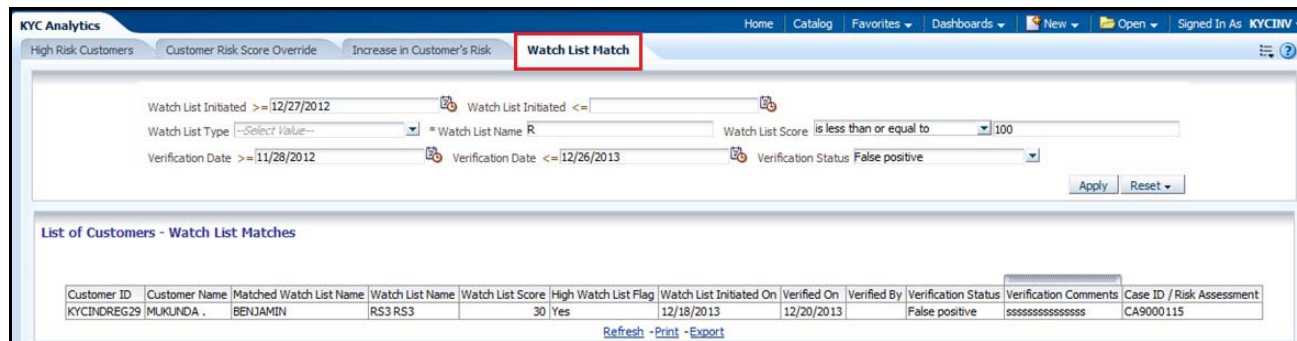 KYC Analytics Home Catalog Favorites Dashboards New Open Signed In As KYCINV
High Risk Customers Customer Risk Score Override Increase in Customer's Risk Watch List Match
Watch List Initiated >= 12/27/2012 Watch List Initiated <=
Watch List Type --Select Value-- * Watch List Name R Watch List Score is less than or equal to 100
Verification Date >= 11/28/2012 Verification Date <= 12/26/2013 Verification Status False positive
Apply Reset
List of Customers - Watch List Matches
Customer ID Customer Name Matched Watch List Name Watch List Name Watch List Score High Watch List Flag Watch List Initiated On Verified On Verified By Verification Status Verification Comments Case ID / Risk Assessment
KYCINDREG29 MUKUNDA . BENJAMIN RS3 RS3 30 Yes 12/18/2013 12/20/2013 False positive sssssssssssssss CA9000115
Refresh - Print - Export